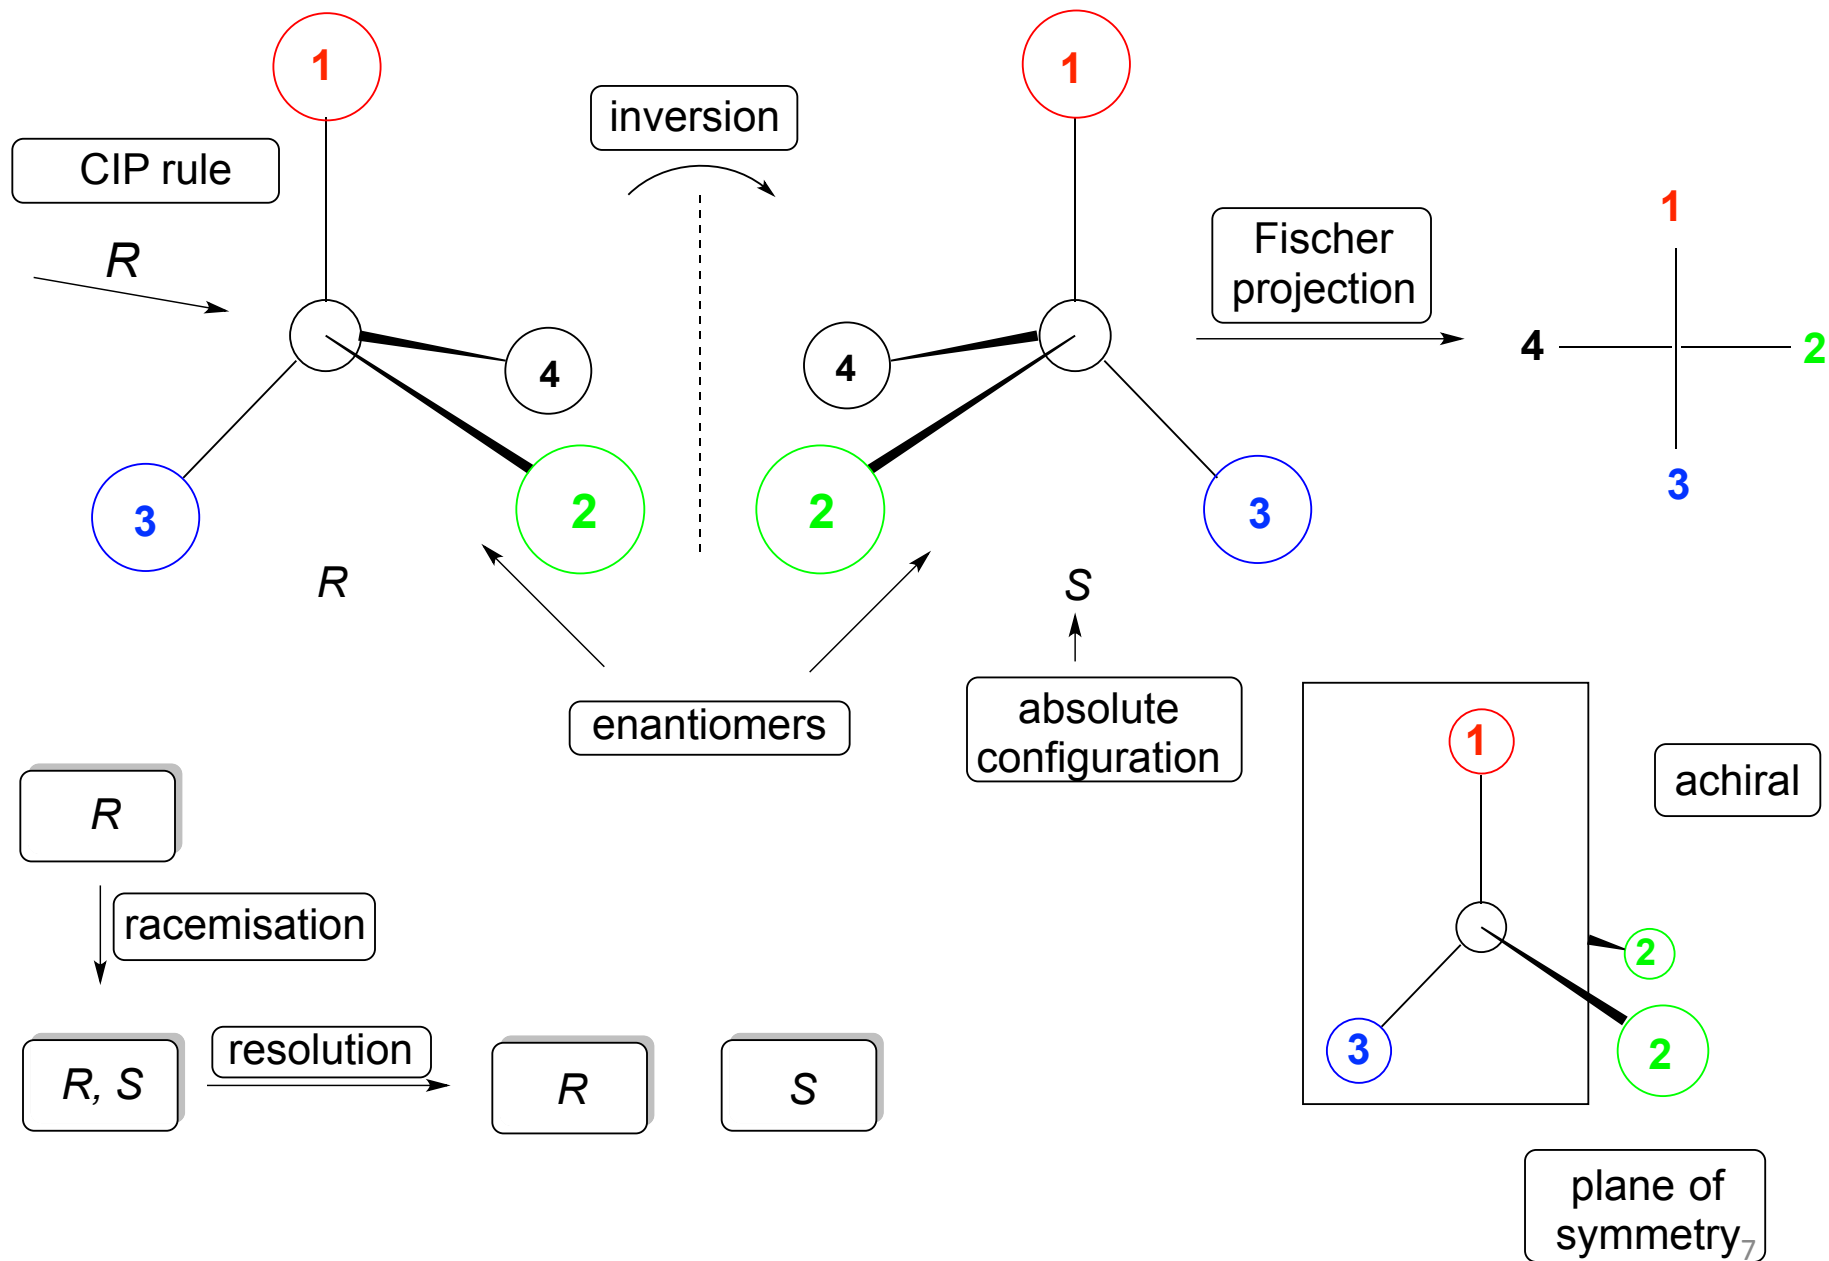 1
1
inversion
CIP rule
R
Fischer
projection
1
4
2
3
4
4
3
2
2
3
R
S
enantiomers
absolute
configuration
1
achiral
R
racemisation
2
3
2
R, S
resolution
R
S
plane of
symmetry
7